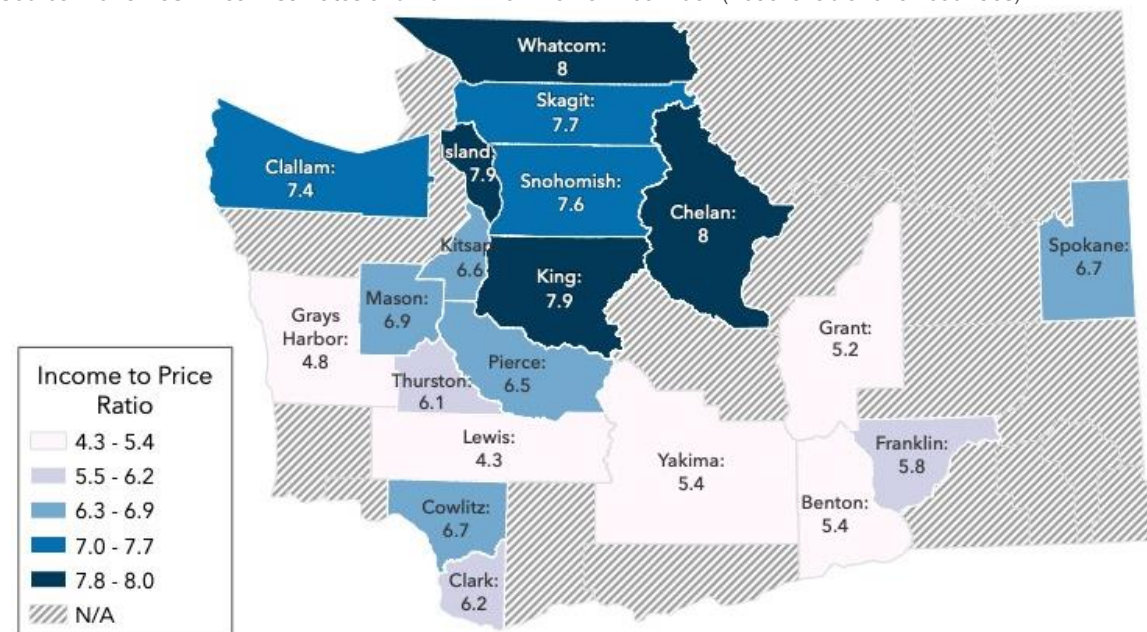 Whatcom:
8
Skagit:
7.7
Island:
7.9
Clallam:
7.4
Snohomish:
7.6
Chelan:
8
Kitsap
6.6
Spokane:
6.7
King:
7.9
Mason:
6.9
Grays
Harbor:
4.8
Grant:
5.2
Pierce:
6.5
Thurston:
6.1
Lewis:
4.3
Yakima:
5.4
Franklin:
5.8
Benton:
5.4
Cowlitz:
6.7
Clark:
6.2
Income to Price
Ratio
4.3 - 5.4
5.5 - 6.2
6.3 - 6.9
7.0 - 7.7
7.8 - 8.0
N/A